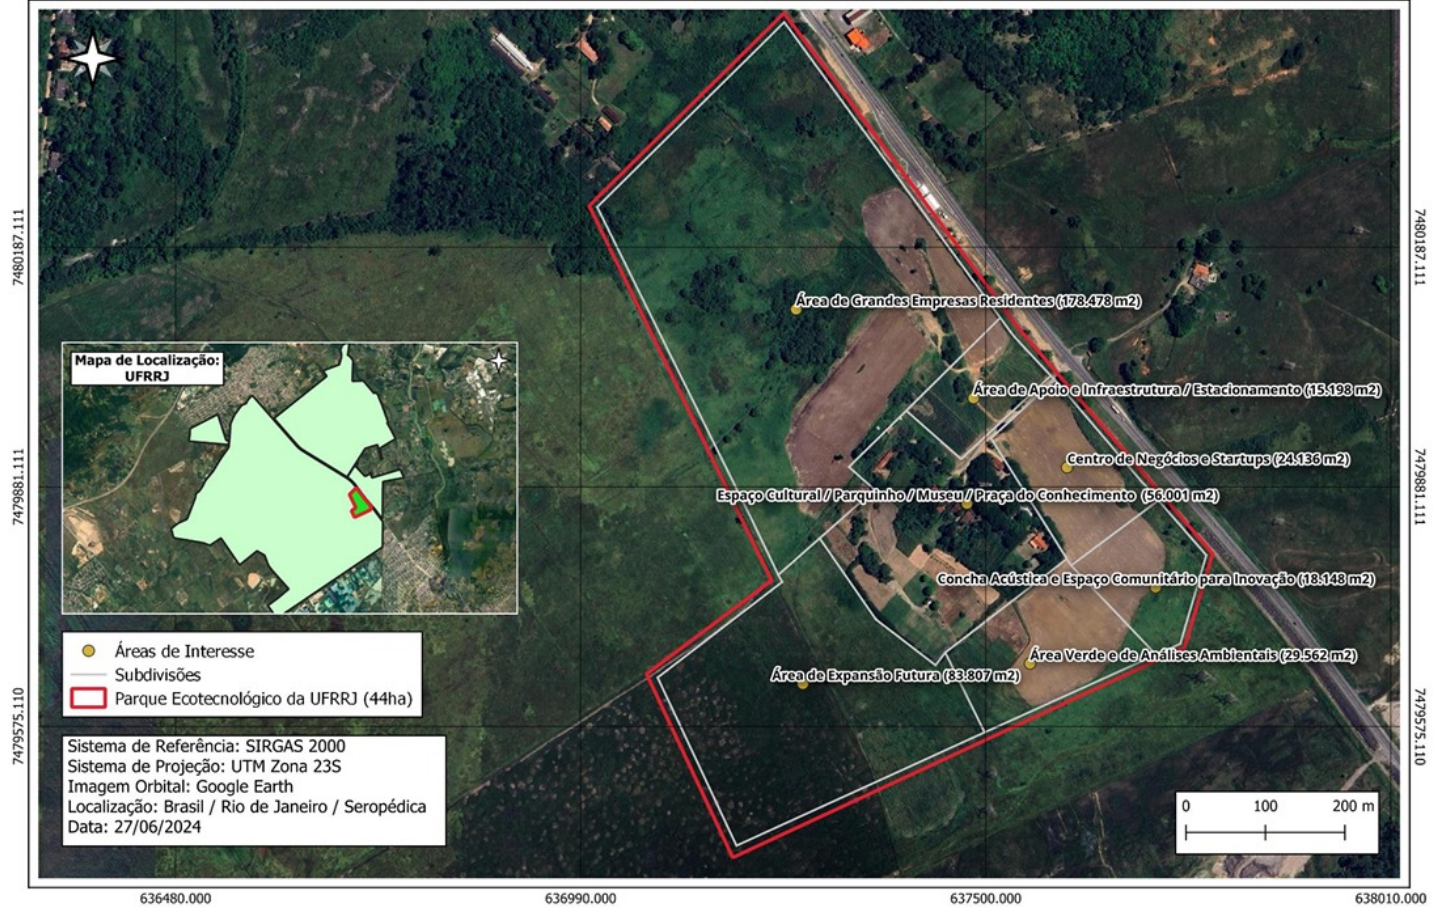 Mapa de Localização:
UFRRJ
Área de Grandes Empresas Residentes (178.478 m2)
Área de Apoio e Infraestrutura / Estacionamento (15.198 m2)
Centro de Negócios e Startups (24.136 m2)
Espaço Cultural / Parquinho / Museu / Praça do Conhecimento (56.001 m2)
Concha Acústica e Espaço Comunitário para Inovação (18.148 m2)
Área Verde e de Análises Ambientais (29.562 m2)
Área de Expansão Futura (83.807 m2)
Áreas de Interesse
Subdivisões
Parque Ecotecnológico da UFRRJ (44ha)
Sistema de Referência: SIRGAS 2000
Sistema de Projeção: UTM Zona 23S
Imagem Orbital: Google Earth
Localização: Brasil / Rio de Janeiro / Seropédica
Data: 27/06/2024
0 100 200 m
7480187.111
7479881.111
7479575.110
7480187.111
7479881.111
7479575.110
636480.000 636990.000 637500.000 638010.000